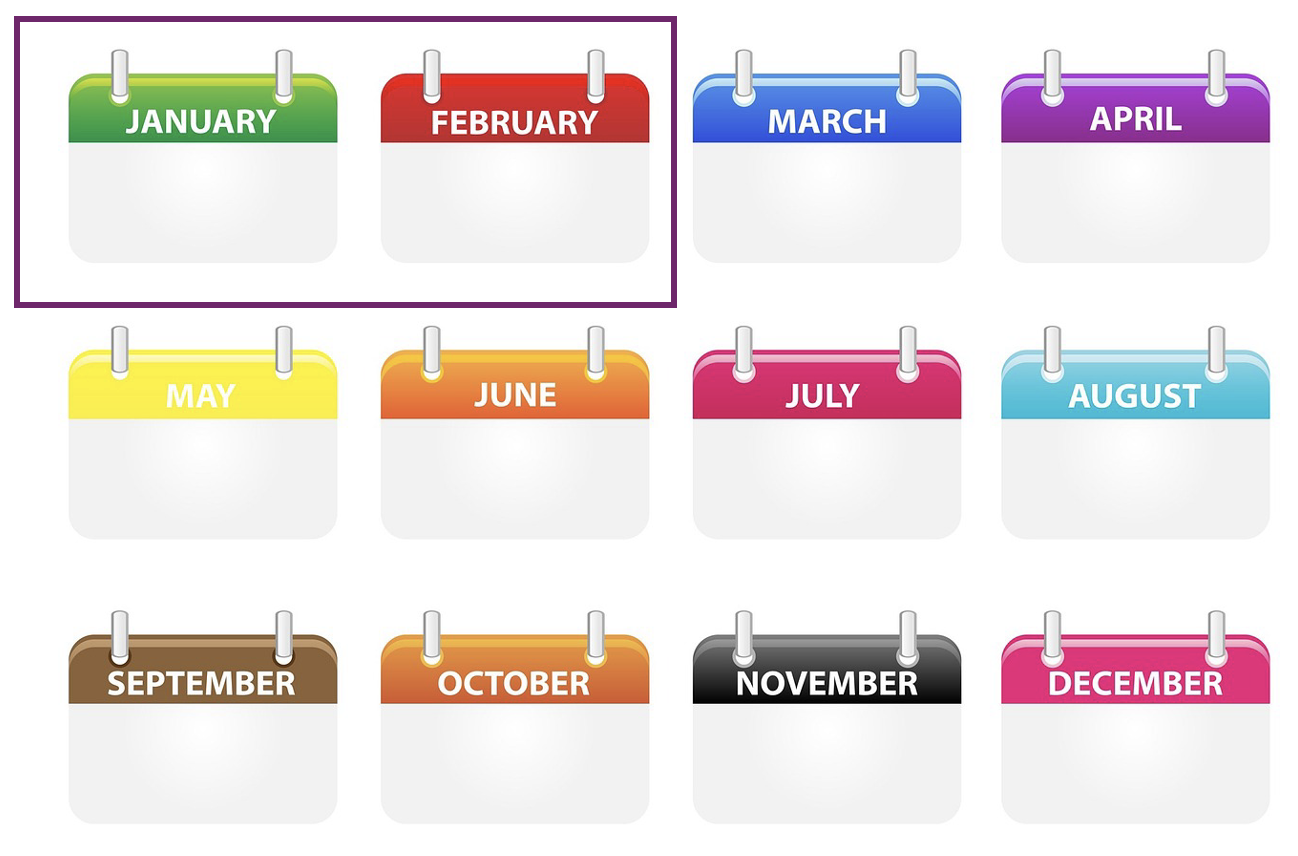 JANUARY
FEBRUARY
MARCH
APRIL
MAY
JUNE
JULY
AUGUST
SEPTEMBER
OCTOBER
NOVEMBER
DECEMBER